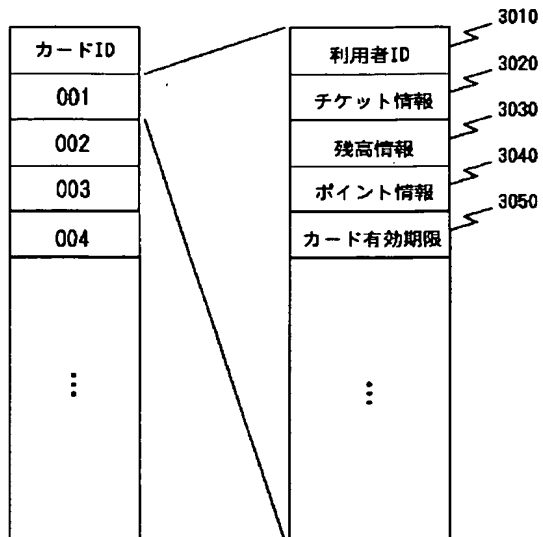 カードID
001
002
003
004
⋮
利用者ID
チケット情報
残高情報
ポイント情報
カード有効期限
⋮
3010
3020
3030
3040
3050